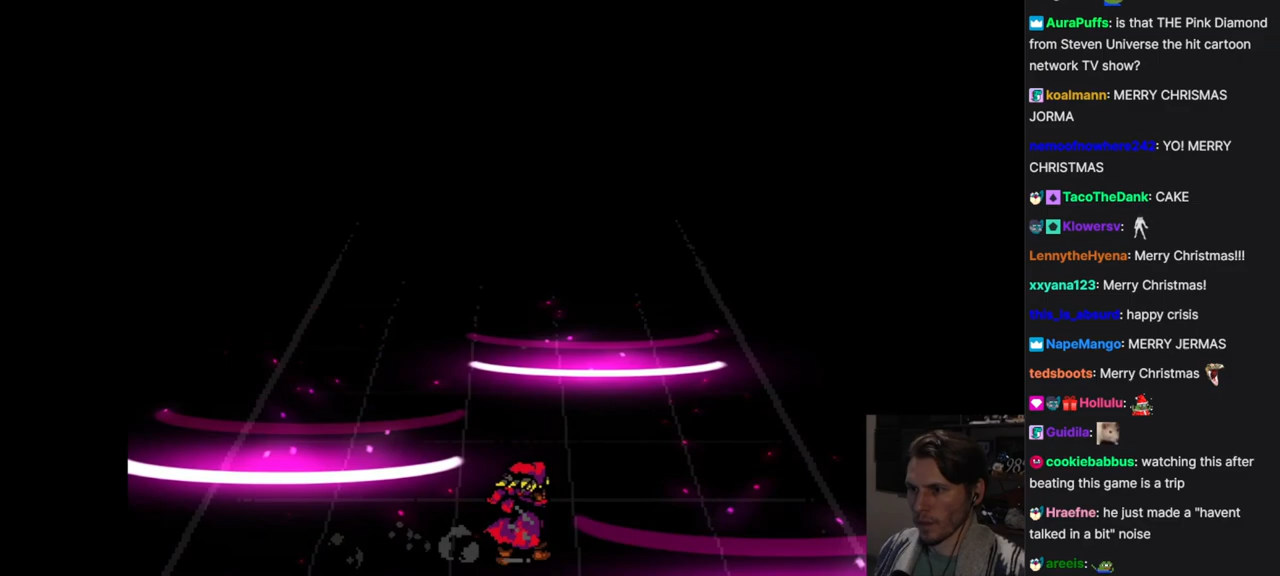 AuraPuffs: is that THE Pink Diamond
from Steven Universe the hit cartoon
network TV show?
koalmann: MERRY CHRISMAS
JORMA
nemoofnowhere242: YO! MERRY
CHRISTMAS
TacoTheDank: CAKE
Klowersv:
LennytheHyena: Merry Christmas!!!
xxyana123: Merry Christmas!
this_is_absurd: happy crisis
NapeMango: MERRY JERMAS
tedsboots: Merry Christmas
Hollulu:
Guidila:
cookiebabbus: watching this after
beating this game is a trip
Hraefne: he just made a "havent
talked in a bit" noise
areeis: